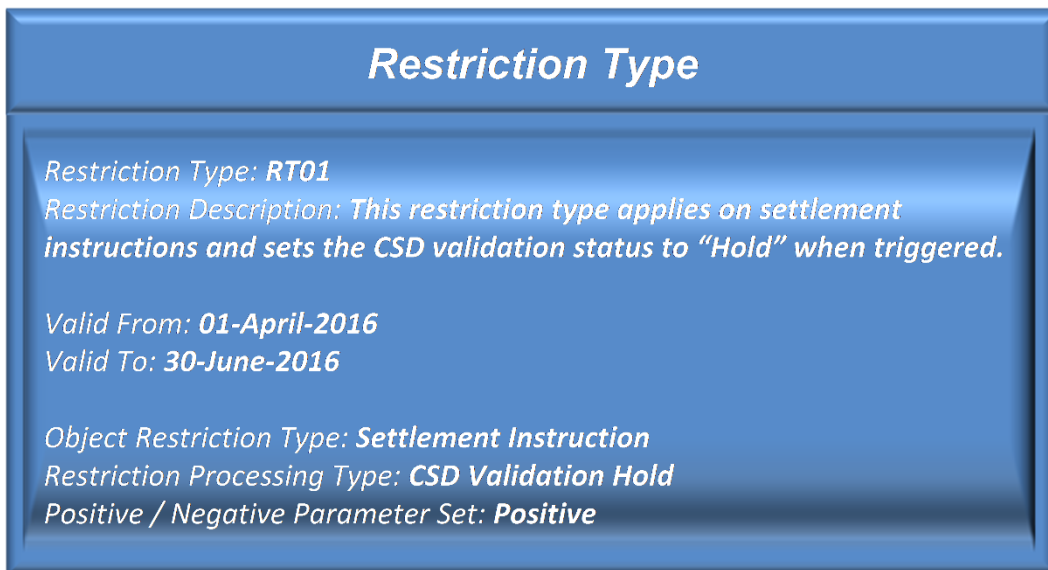 Restriction Type
Restriction Type: RT01
Restriction Description: This restriction type applies on settlement
instructions and sets the CSD validation status to “Hold” when triggered.
Valid From: 01-April-2016
Valid To: 30-June-2016
Object Restriction Type: Settlement Instruction
Restriction Processing Type: CSD Validation Hold
Positive / Negative Parameter Set: Positive